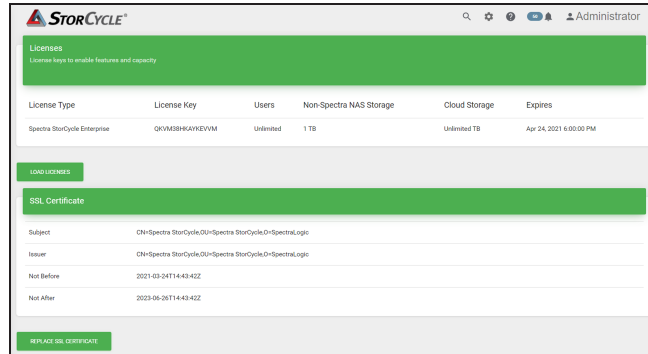 STORCYCLE®
50
Administrator
Licenses
License keys to enable features and capacity
License Type License Key Users Non-Spectra NAS Storage Cloud Storage Expires
Spectra StorCycle Enterprise QKVM38HKAYKEVVM Unlimited 1 TB Unlimited TB Apr 24, 2021 6:00:00 PM
LOAD LICENSES
SSL Certificate
Subject CN=Spectra StorCycle,OU=Spectra StorCycle,O=SpectraLogic
Issuer CN=Spectra StorCycle,OU=Spectra StorCycle,O=SpectraLogic
Not Before 2021-03-24T14:43:42Z
Not After 2023-06-26T14:43:42Z
REPLACE SSL CERTIFICATE